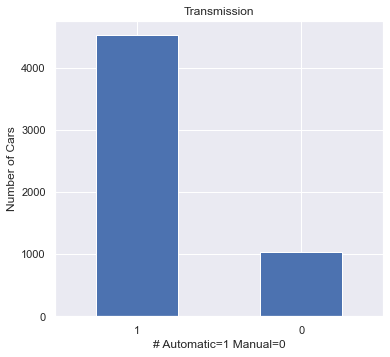 Transmission
Number of Cars
4000
3000
2000
1000
0
1
0
# Automatic=1 Manual=0